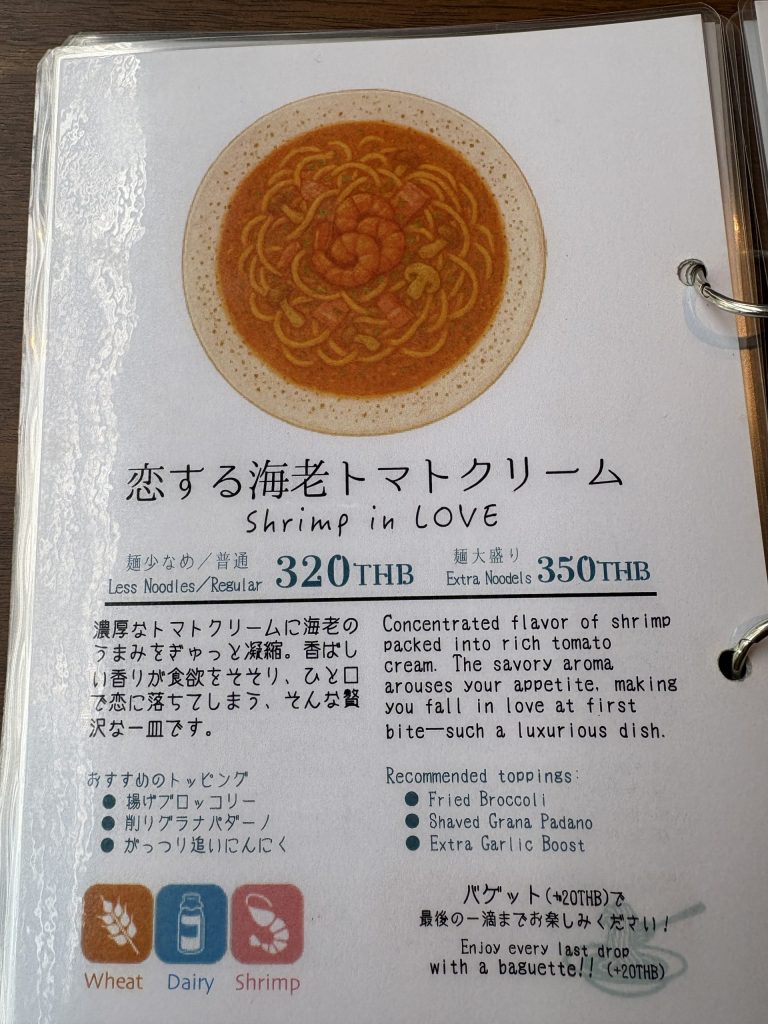 恋する海老トマトクリーム
Shrimp in LOVE
麺少なめ／普通
Less Noodles／Regular 320THB
麺大盛り
Extra Noodels 350THB
濃厚なトマトクリームに海老の
うまみをぎゅっと凝縮。香ばし
い香りが食欲をそそり、ひと口
で恋に落ちてしまう、そんな贅
沢な一皿です。
Concentrated flavor of shrimp
packed into rich tomato
cream. The savory aroma
arouses your appetite, making
you fall in love at first
bite—such a luxurious dish.
おすすめのトッピング
● 揚げブロッコリー
● 削りグラナパダーノ
● がっつり追いにんにく
Recommended toppings:
● Fried Broccoli
● Shaved Grana Padano
● Extra Garlic Boost
Wheat Dairy Shrimp
バゲット(+20THB)で
最後の一滴までお楽しみください！
Enjoy every last drop
with a baguette!! (+20THB)